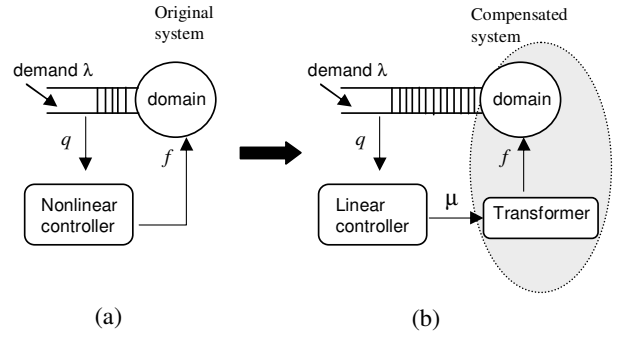 Original
system
demand λ
domain
q
f
Nonlinear
controller
(a)
Compensated
system
demand λ
domain
q
f
Linear
controller
μ
Transformer
(b)